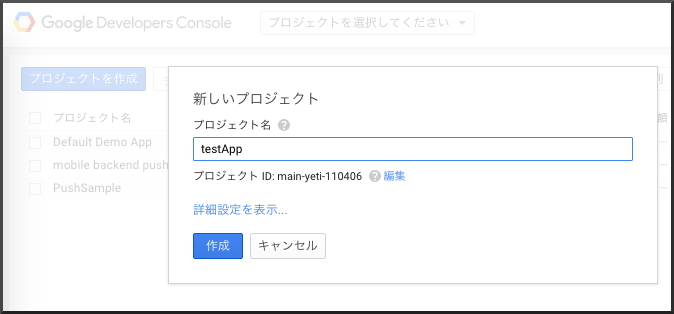 Google Developers Console
プロジェクトを選択してください
プロジェクトを作成
新しいプロジェクト
プロジェクト名
プロジェクト名
testApp
Default Demo App
mobile backend push
プロジェクト ID: main-yeti-110406 編集
PushSample
詳細設定を表示...
作成 キャンセル